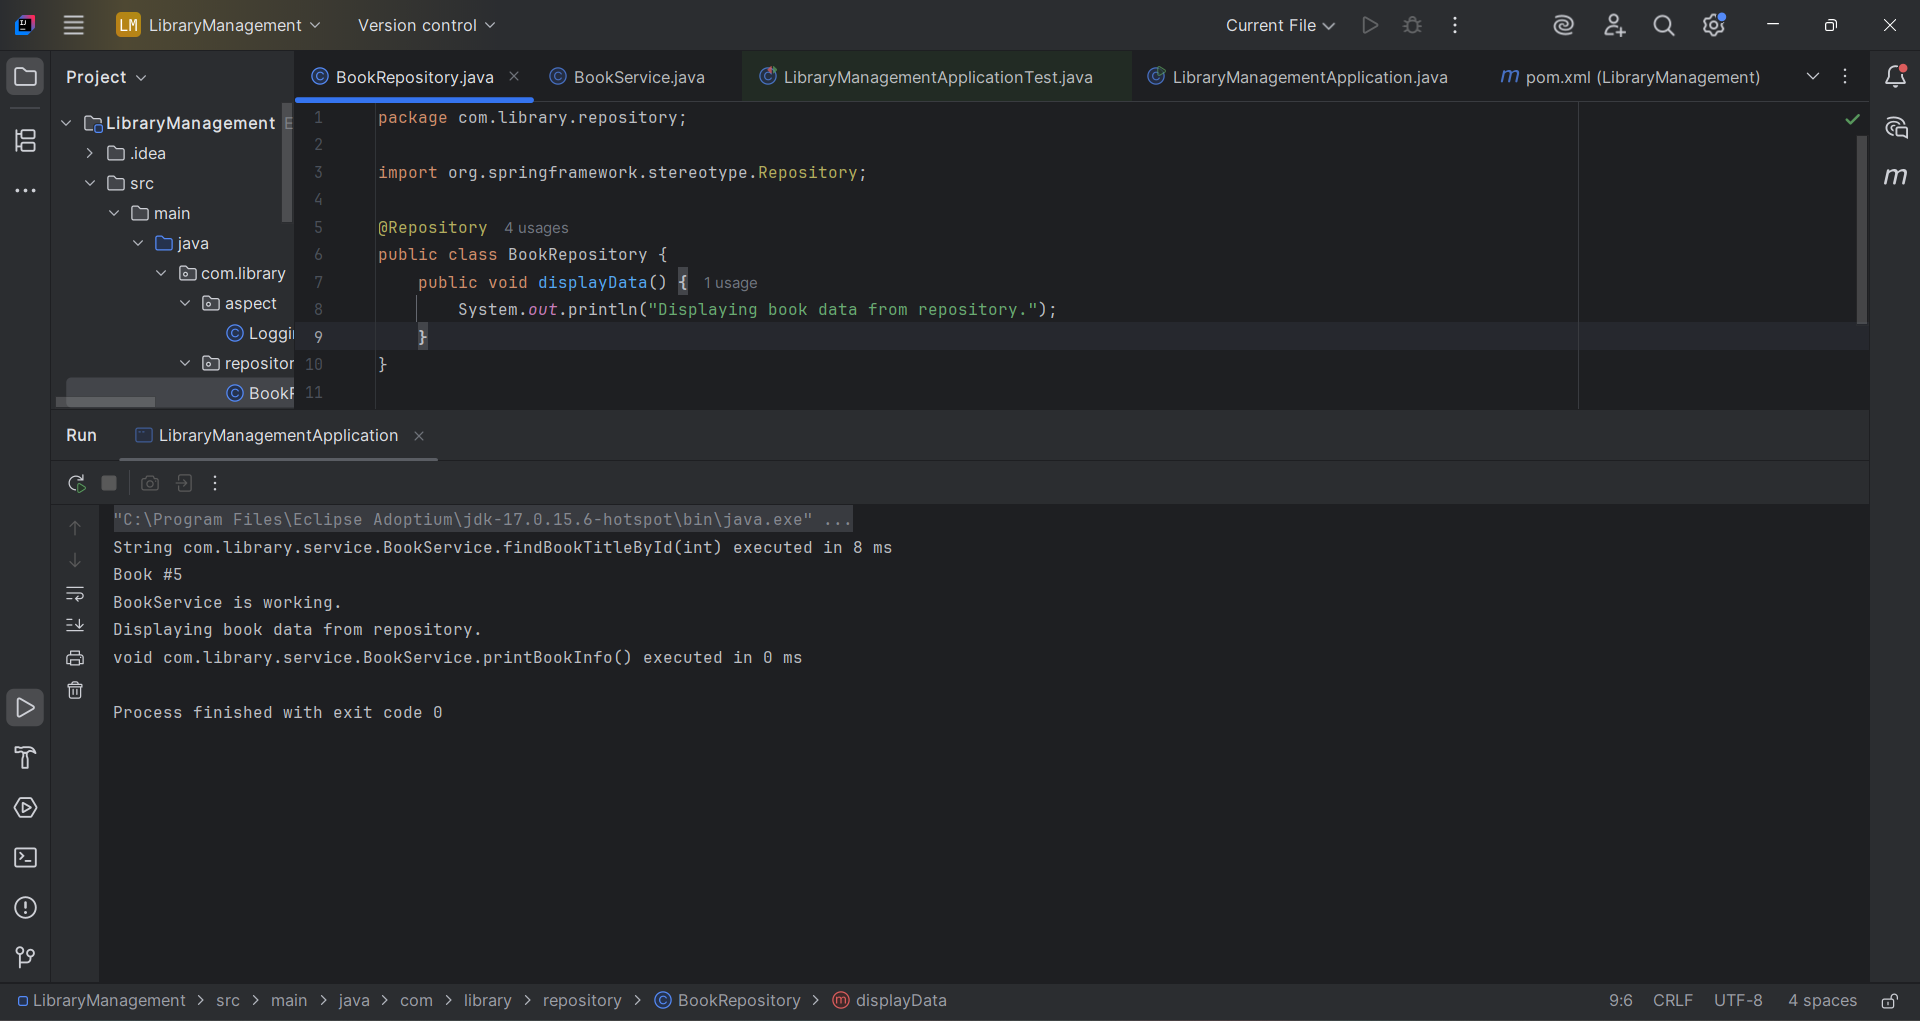 LM LibraryManagement Version control Current File
Project
BookRepository.java BookService.java LibraryManagementApplicationTest.java LibraryManagementApplication.java m pom.xml (LibraryManagement)
LibraryManagement
.idea
src
main
java
com.library
aspect
Loggi
repositor
BookR
1 package com.library.repository;
2
3 import org.springframework.stereotype.Repository;
4
5 @Repository 4 usages
6 public class BookRepository {
7 public void displayData() { 1 usage
8 System.out.println("Displaying book data from repository.");
9 }
10 }
11
m
Run LibraryManagementApplication
"C:\Program Files\Eclipse Adoptium\jdk-17.0.15.6-hotspot\bin\java.exe" ...
String com.library.service.BookService.findBookTitleById(int) executed in 8 ms
Book #5
BookService is working.
Displaying book data from repository.
void com.library.service.BookService.printBookInfo() executed in 0 ms
Process finished with exit code 0
LibraryManagement > src > main > java > com > library > repository > BookRepository > displayData 9:6 CRLF UTF-8 4 spaces